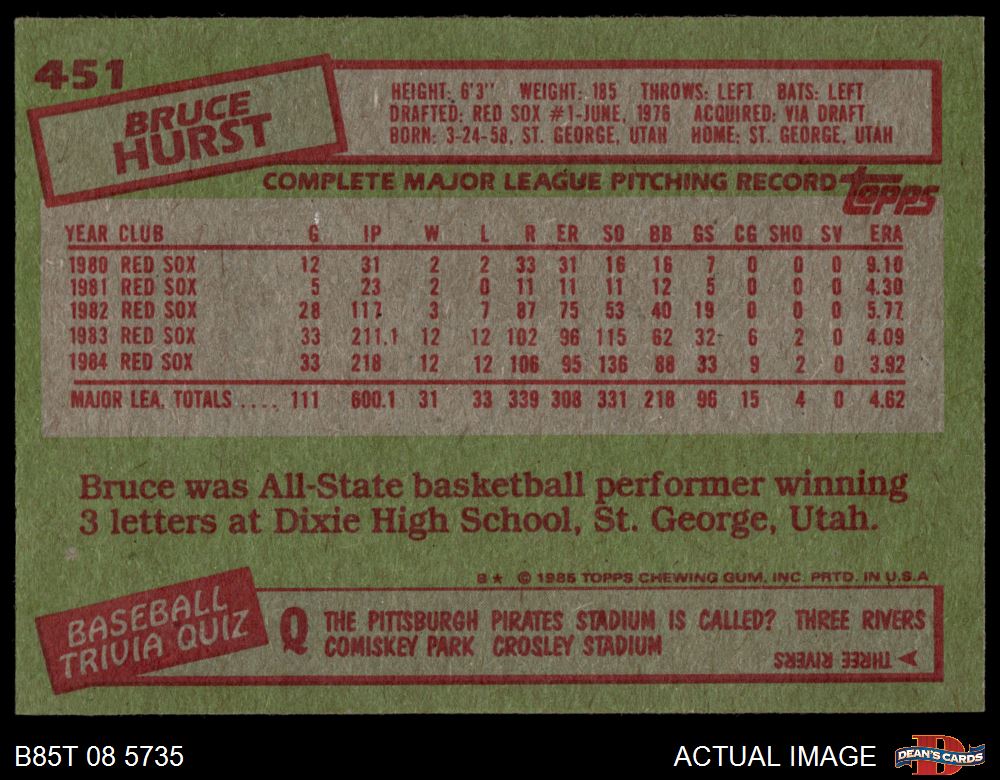 451
BRUCE
HURST
HEIGHT: 6'3" WEIGHT: 185 THROWS: LEFT BATS: LEFT
DRAFTED: RED SOX #1-JUNE, 1976 ACQUIRED: VIA DRAFT
BORN: 3-24-58, ST. GEORGE, UTAH HOME: ST. GEORGE, UTAH
COMPLETE MAJOR LEAGUE PITCHING RECORD topps
YEAR CLUB G IP W L R ER SO BB GS CG SHO SV ERA
1980 RED SOX 12 31 2 2 33 31 16 16 7 0 0 0 9.10
1981 RED SOX 5 23 2 0 11 11 11 12 5 0 0 0 4.30
1982 RED SOX 28 117 3 7 87 75 53 40 19 0 0 0 5.77
1983 RED SOX 33 211.1 12 12 102 96 115 62 32 6 2 0 4.09
1984 RED SOX 33 218 12 12 106 95 136 88 33 9 2 0 3.92
MAJOR LEA. TOTALS .... 111 600.1 31 33 339 308 331 218 96 15 4 0 4.62
Bruce was All-State basketball performer winning
3 letters at Dixie High School, St. George, Utah.
B★ © 1985 TOPPS CHEWING GUM, INC. PRTD. IN U.S.A
BASEBALL
TRIVIA QUIZ
Q THE PITTSBURGH PIRATES STADIUM IS CALLED? THREE RIVERS
COMISKEY PARK CROSLEY STADIUM
THREE RIVERS
B85T 08 5735
ACTUAL IMAGE
DEAN'S CARDS